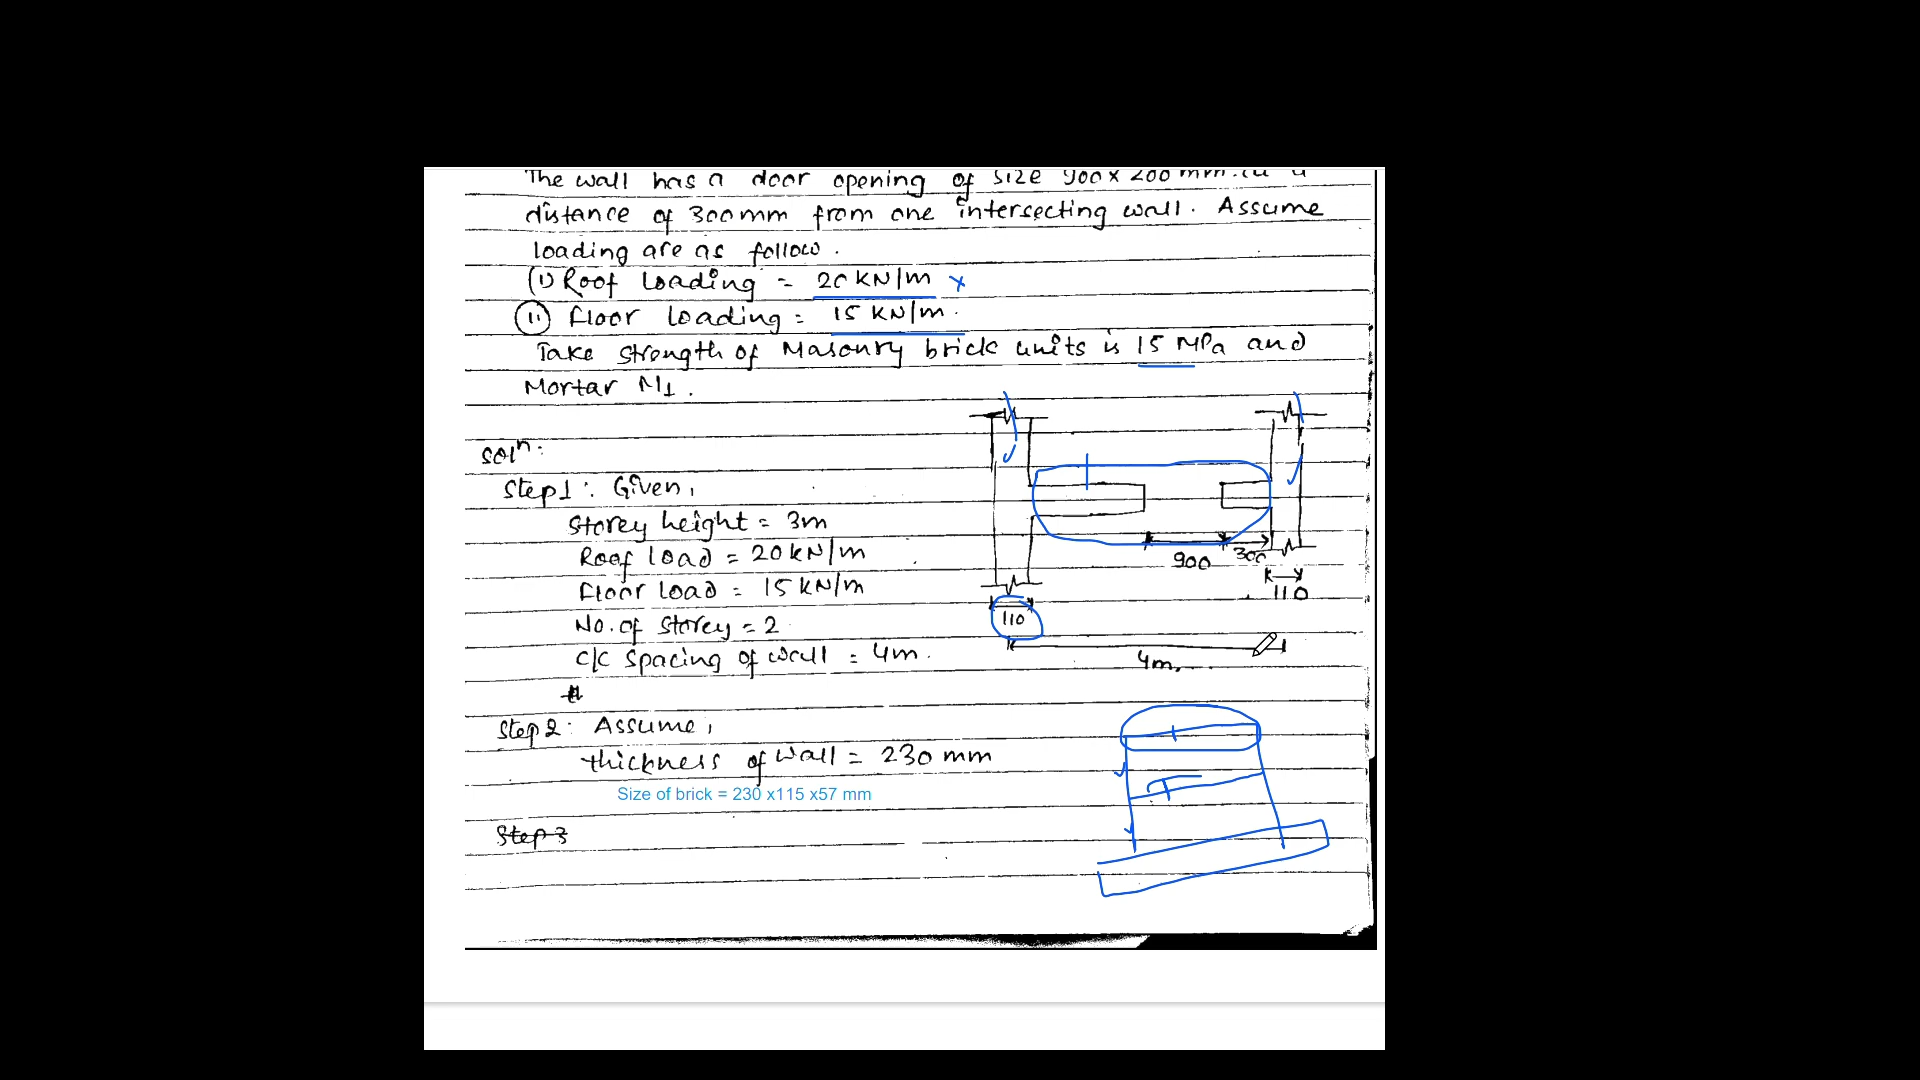 The wall has a door opening of size 900 x 200 mm
distance of 300mm from one intersecting wall. Assume
loading are as follow.
(i) Roof loading = 20 KN/m x
(ii) Floor loading = 15 KN/m.
Take strength of Masonry brick units is 15 MPa and
Mortar M1.
Soln:
Step1: Given,
Storey height = 3m
Roof load = 20 kN/m
Floor load = 15 kN/m
No. of storey = 2
c/c spacing of wall = 4m.
900
300
110
110
4m.
Step 2: Assume,
thickness of wall = 230 mm
Size of brick = 230 x115 x57 mm
Step 3